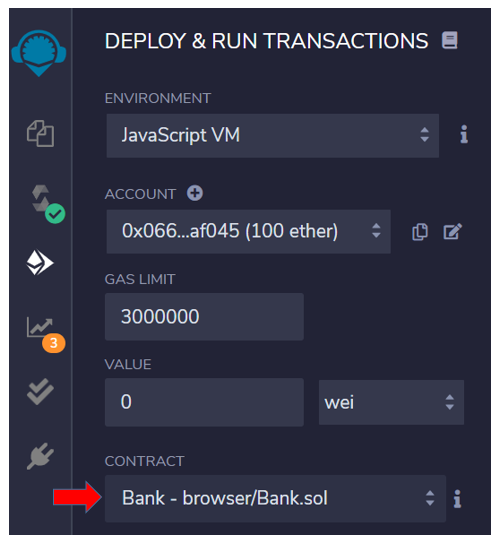 DEPLOY & RUN TRANSACTIONS
ENVIRONMENT
JavaScript VM
ACCOUNT
0x066...af045 (100 ether)
GAS LIMIT
3000000
VALUE
0 wei
3
CONTRACT
Bank - browser/Bank.sol